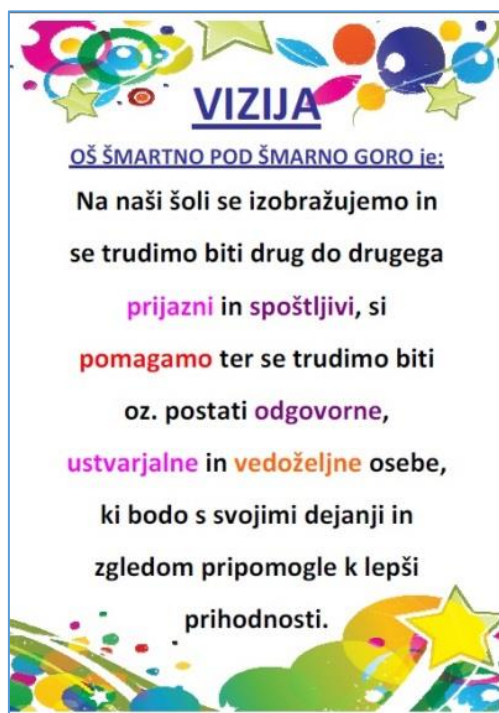 VIZIJA
OŠ ŠMARTNO POD ŠMARNO GORO je:
Na naši šoli se izobražujemo in
se trudimo biti drug do drugega
prijazni in spoštljivi, si
pomagamo ter se trudimo biti
oz. postati odgovorne,
ustvarjalne in vedoželjne osebe,
ki bodo s svojimi dejanji in
zgledom pripomogle k lepši
prihodnosti.